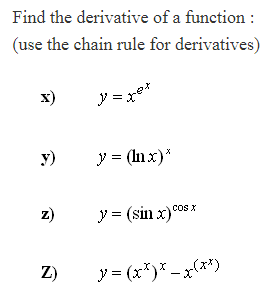 Find the derivative of a function :
(use the chain rule for derivatives)
x) y = x^{e^x}
y) y = (ln x)^x
z) y = (sin x)^{cos x}
Z) y = (x^x)^x – x^{(x^x)}